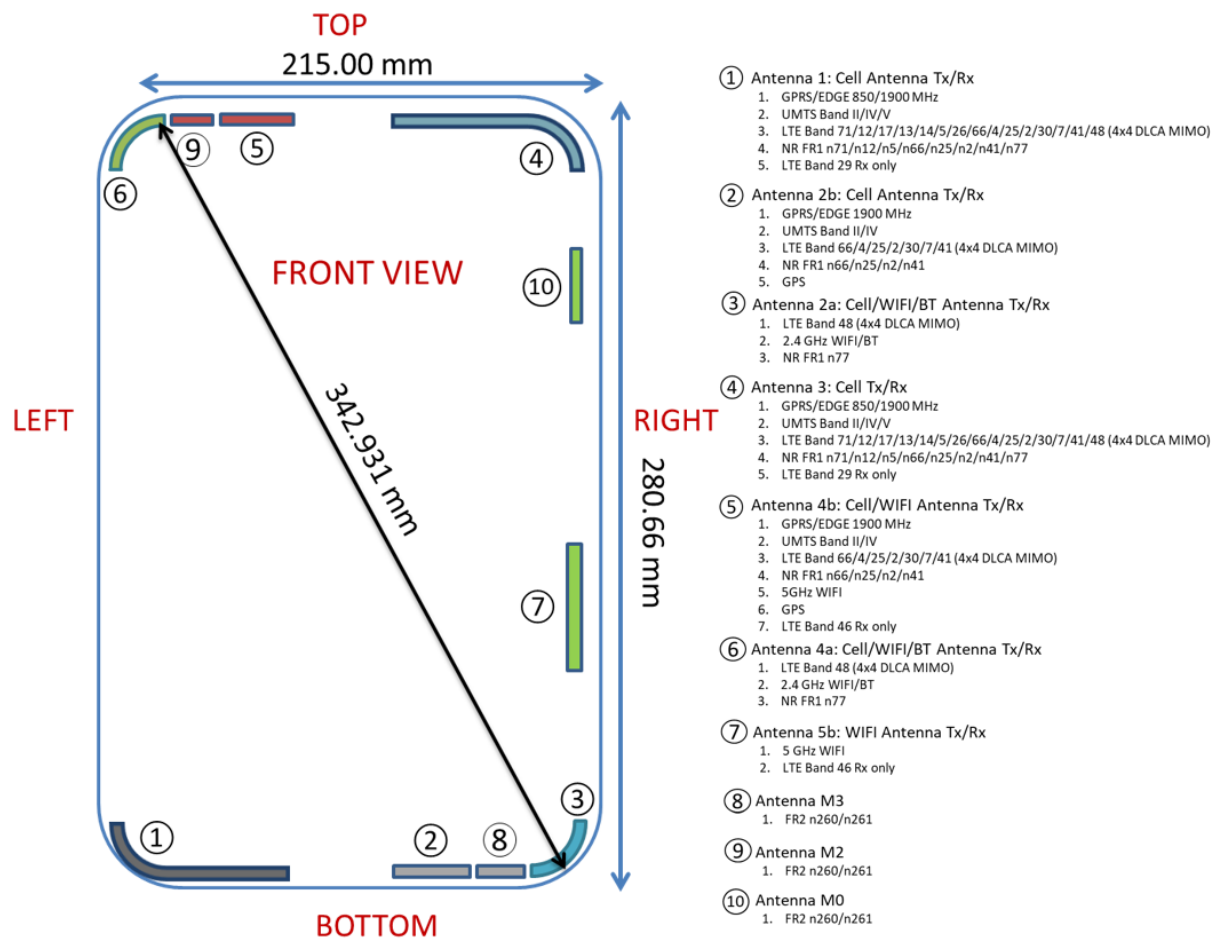 TOP
215.00 mm
9
5
4
6
FRONT VIEW
10
342.931 mm
LEFT
RIGHT
280.66 mm
7
3
1
2
8
BOTTOM
1 Antenna 1: Cell Antenna Tx/Rx
1. GPRS/EDGE 850/1900 MHz
2. UMTS Band II/IV/V
3. LTE Band 71/12/17/13/14/5/26/66/4/25/2/30/7/41/48 (4x4 DLCA MIMO)
4. NR FR1 n71/n12/n5/n66/n25/n2/n41/n77
5. LTE Band 29 Rx only
2 Antenna 2b: Cell Antenna Tx/Rx
1. GPRS/EDGE 1900 MHz
2. UMTS Band II/IV
3. LTE Band 66/4/25/2/30/7/41 (4x4 DLCA MIMO)
4. NR FR1 n66/n25/n2/n41
5. GPS
3 Antenna 2a: Cell/WIFI/BT Antenna Tx/Rx
1. LTE Band 48 (4x4 DLCA MIMO)
2. 2.4 GHz WIFI/BT
3. NR FR1 n77
4 Antenna 3: Cell Tx/Rx
1. GPRS/EDGE 850/1900 MHz
2. UMTS Band II/IV/V
3. LTE Band 71/12/17/13/14/5/26/66/4/25/2/30/7/41/48 (4x4 DLCA MIMO)
4. NR FR1 n71/n12/n5/n66/n25/n2/n41/n77
5. LTE Band 29 Rx only
5 Antenna 4b: Cell/WIFI Antenna Tx/Rx
1. GPRS/EDGE 1900 MHz
2. UMTS Band II/IV
3. LTE Band 66/4/25/2/30/7/41 (4x4 DLCA MIMO)
4. NR FR1 n66/n25/n2/n41
5. 5GHz WIFI
6. GPS
7. LTE Band 46 Rx only
6 Antenna 4a: Cell/WIFI/BT Antenna Tx/Rx
1. LTE Band 48 (4x4 DLCA MIMO)
2. 2.4 GHz WIFI/BT
3. NR FR1 n77
7 Antenna 5b: WIFI Antenna Tx/Rx
1. 5 GHz WIFI
2. LTE Band 46 Rx only
8 Antenna M3
1. FR2 n260/n261
9 Antenna M2
1. FR2 n260/n261
10 Antenna M0
1. FR2 n260/n261